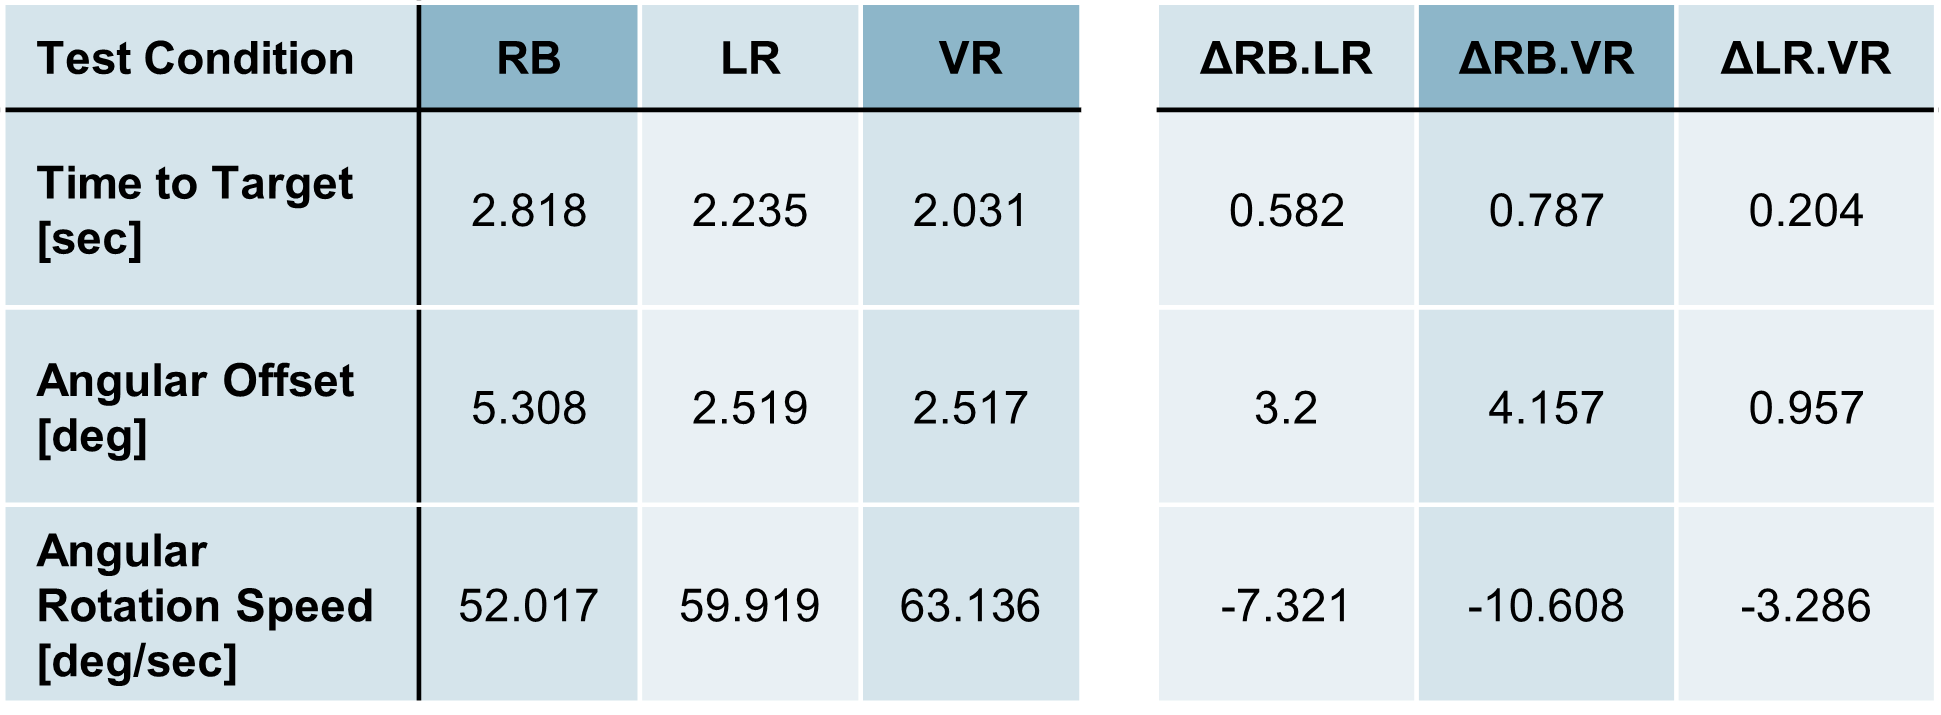 Test Condition RB LR VR ΔRB.LR ΔRB.VR ΔLR.VR
Time to Target
[sec] 2.818 2.235 2.031 0.582 0.787 0.204
Angular Offset
[deg] 5.308 2.519 2.517 3.2 4.157 0.957
Angular
Rotation Speed 52.017 59.919 63.136 -7.321 -10.608 -3.286
[deg/sec]